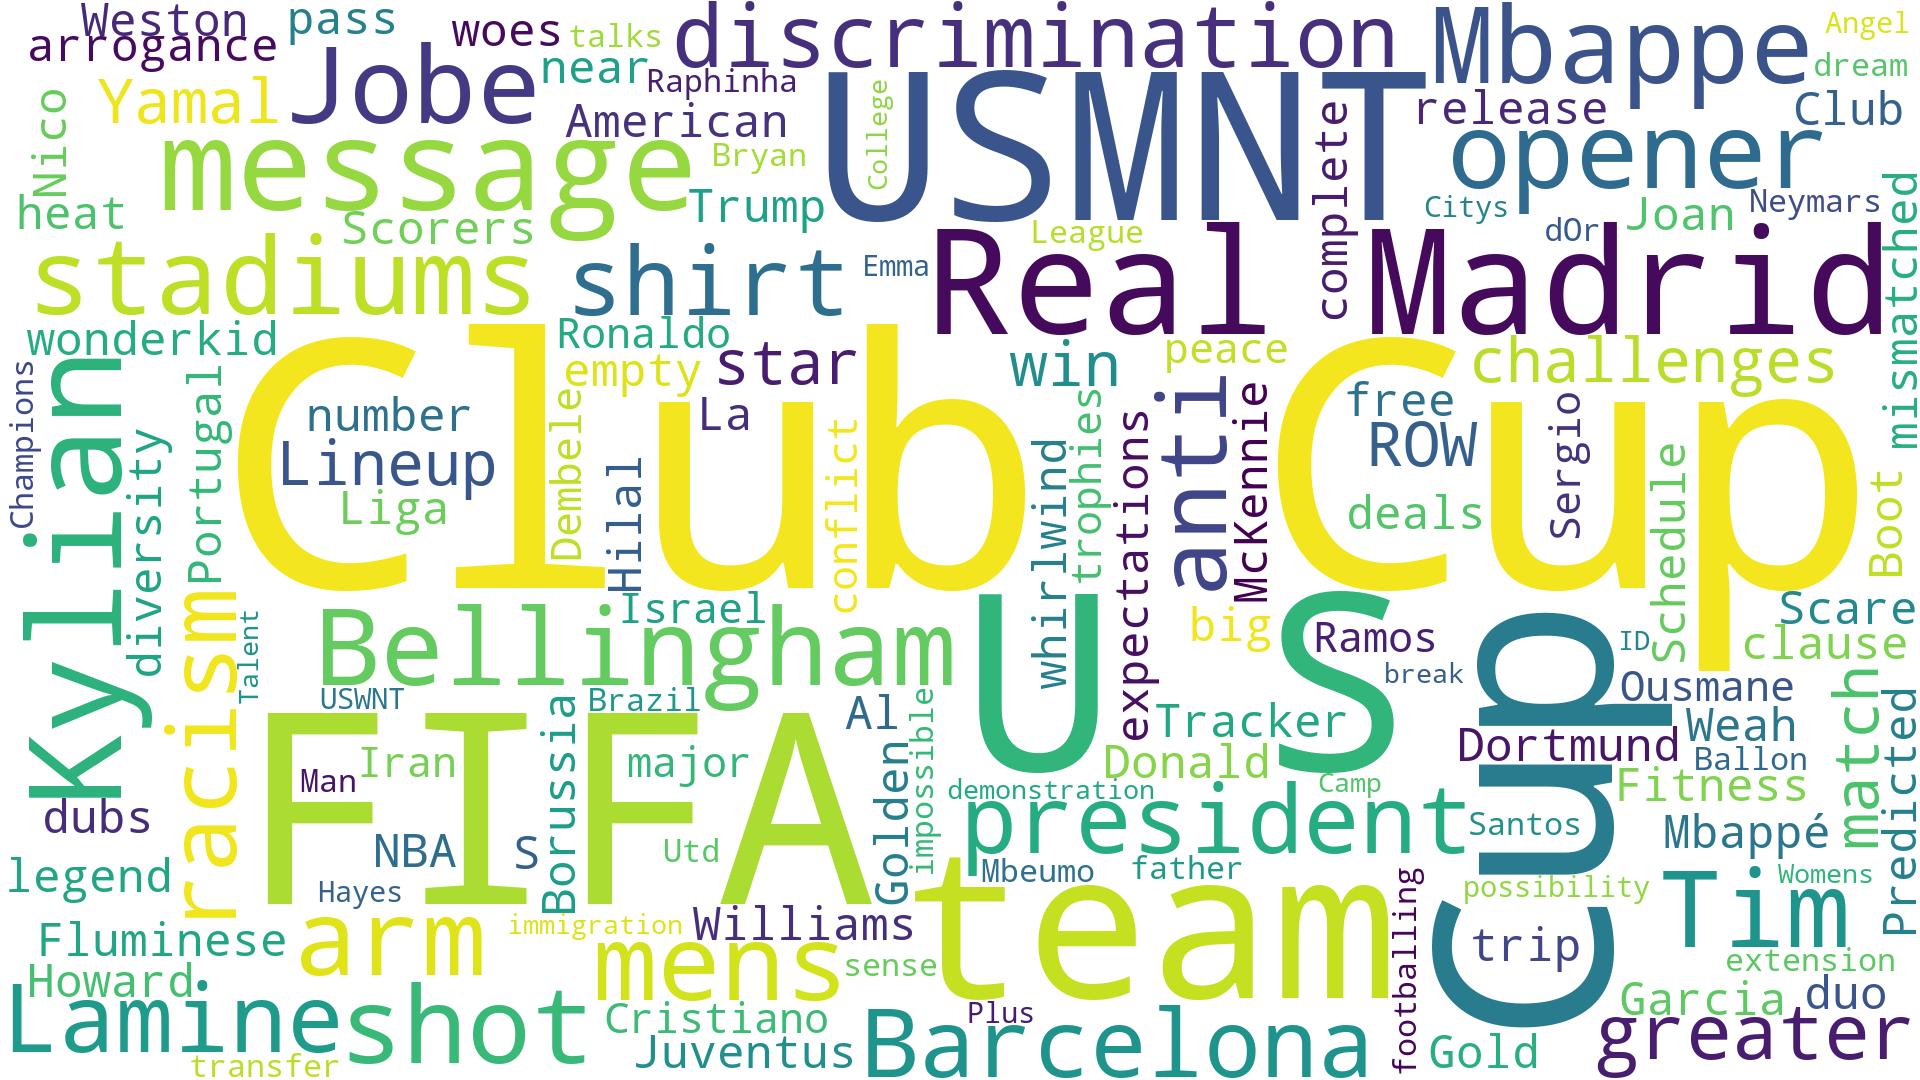 Weston
pass
woes
talks
discrimination
Mbappe
Angel
arrogance
Jobe
near
Raphinha
USMNT
dream
Yamal
American
College
release
Club
Nico
message
Bryan
complete
opener
heat
Scorers
Trump
Citys
Joan
Neymars
mismatched
stadiums
shirt
Emma
League
Real
dOr
Madrid
wonderkid
Ronaldo
star
win
peace
challenges
Champions
Kylian
Portugal
Club
empty
anti
Cup
number
La
free
Lineup
Dembele
Hilal
conflict
whirlwind
trophies
expectations
McKennie
ROW
Sergio
Schedule
Boot
Liga
diversity
deals
racism
Talent
Israel
U S
big
Ramos
ID
Scare
Bellingham
clause
break
Cup
USWNT
Brazil
Al
impossible
Ousmane
match
Predicted
FIFA
Borussia
Tracker
Weah
Man
Iran
major
Golden
Donald
Dortmund
Ballon
dubs
demonstration
Camp
Fitness
NBA
S
Utd
president
Santos
Mbappé
legend
Hayes
Mbeumo
father
footballing
possibility
Womens
arm
immigration
Williams
team
trip
Tim
Fluminese
mens
sense
extension
Howard
Lamine
shot
Cristiano
Plus
Garcia
duo
transfer
Juventus
Barcelona
Gold
greater